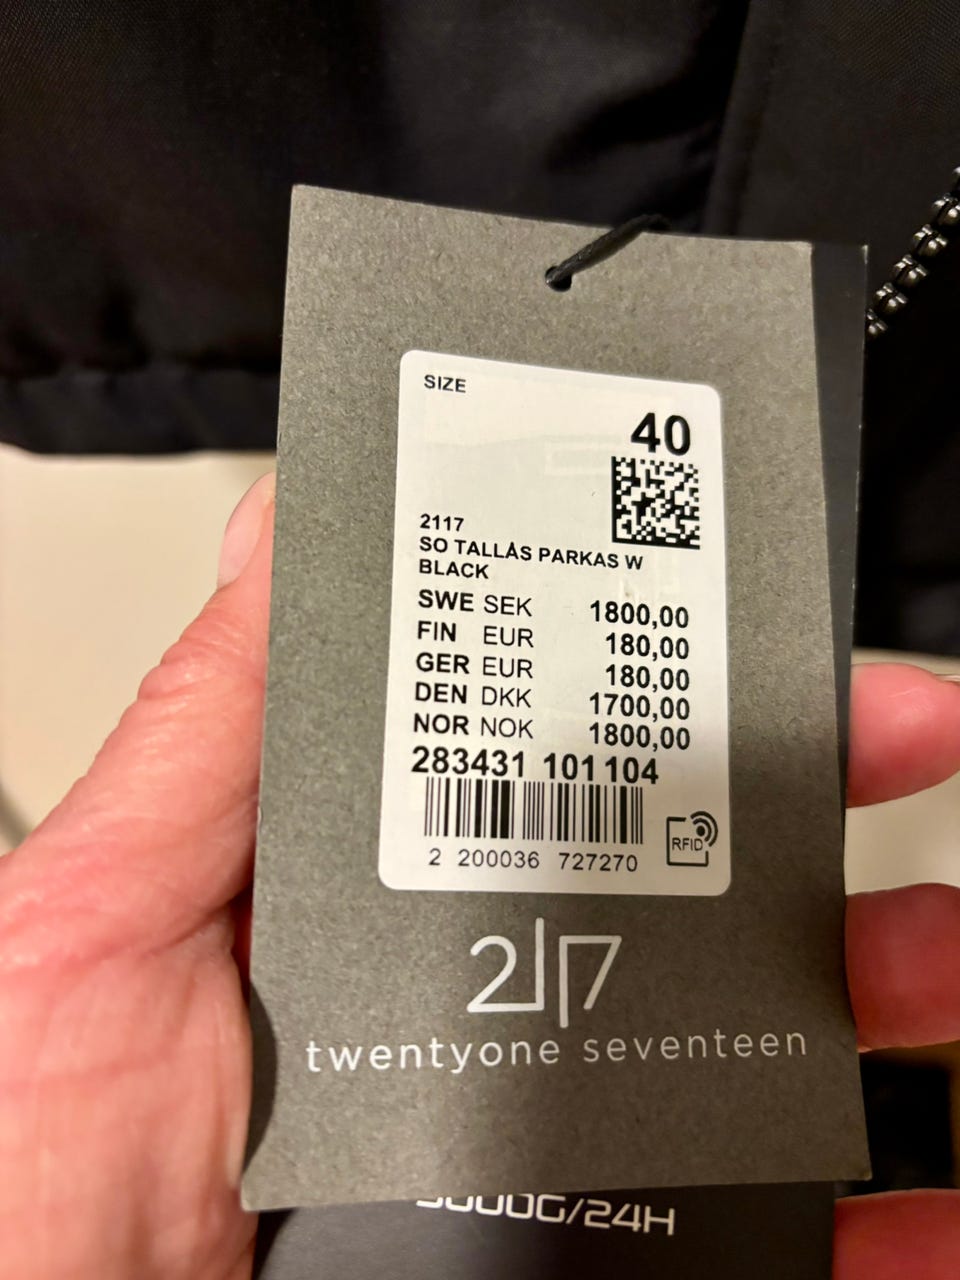 SIZE
40
2117
SO TALLÅS PARKAS W
BLACK
SWE SEK 1800,00
FIN EUR 180,00
GER EUR 180,00
DEN DKK 1700,00
NOR NOK 1800,00
283431 101 104
2 200036 727270
RFID
2117
twentyone seventeen
/24H